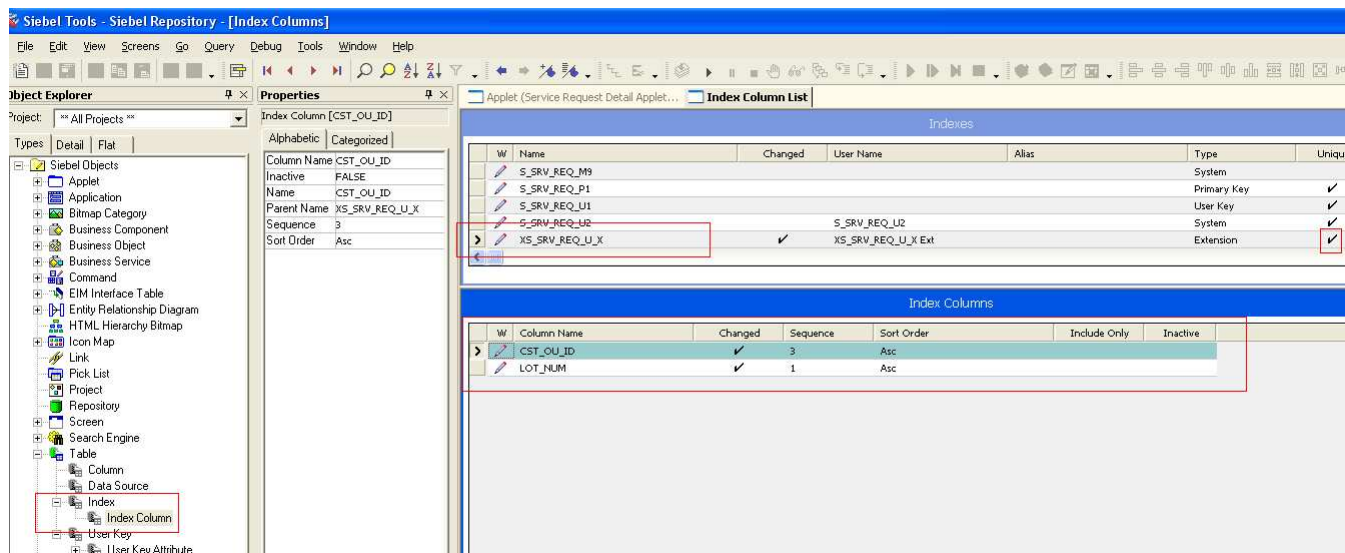 Siebel Tools - Siebel Repository - [Index Columns]
File Edit View Screens Go Query Debug Tools Window Help
Object Explorer
Project: ** All Projects **
Types Detail Flat
Siebel Objects
Applet
Application
Bitmap Category
Business Component
Business Object
Business Service
Command
EIM Interface Table
Entity Relationship Diagram
HTML Hierarchy Bitmap
Icon Map
Link
Pick List
Project
Repository
Screen
Search Engine
Table
Column
Data Source
Index
Index Column
User Key
User Key Attribute
Properties
Index Column [CST_OU_ID]
Alphabetic Categorized
Column Name CST_OU_ID
Inactive FALSE
Name CST_OU_ID
Parent Name XS_SRV_REQ_U_X
Sequence 3
Sort Order Asc
Applet (Service Request Detail Applet... Index Column List
Indexes
W Name Changed User Name Alias Type Uniqu
S_SRV_REQ_M9 System
S_SRV_REQ_P1 Primary Key
S_SRV_REQ_U1 User Key
S_SRV_REQ_U2 S_SRV_REQ_U2 System
XS_SRV_REQ_U_X XS_SRV_REQ_U_X Ext Extension
Index Columns
W Column Name Changed Sequence Sort Order Include Only Inactive
CST_OU_ID 3 Asc
LOT_NUM 1 Asc